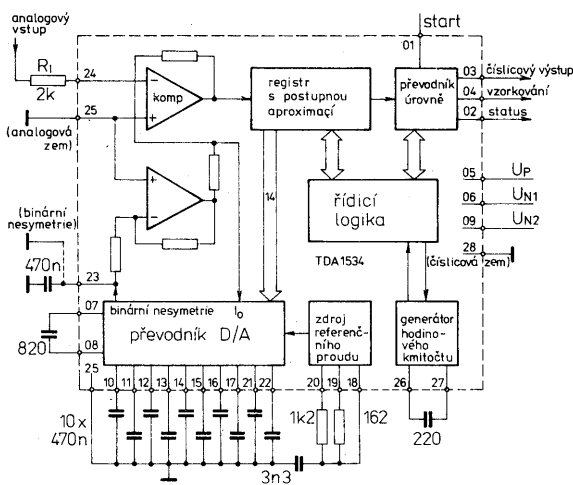 analogový
vstup
start
R1
2k
24
25
(analogová
zem)
komp
registr
s postupnou
aproximací
01
převodník
úrovně
03 číslicový výstup
04 vzorkování
02 status
05 UP
06 UN1
09 UN2
28
(číslicová zem)
řídicí
logika
TDA1534
14
(binární
nesymetrie)
470n
23
07
820
08
25
binární nesymetrie I0
převodník D/A
zdroj
referenč-
ního
proudu
generátor
hodino-
vého
kmitočtu
10 11 12 13 14 15 16 17 21 22
20 19 18
26 27
10x
470n
1k2
162
220
3n3